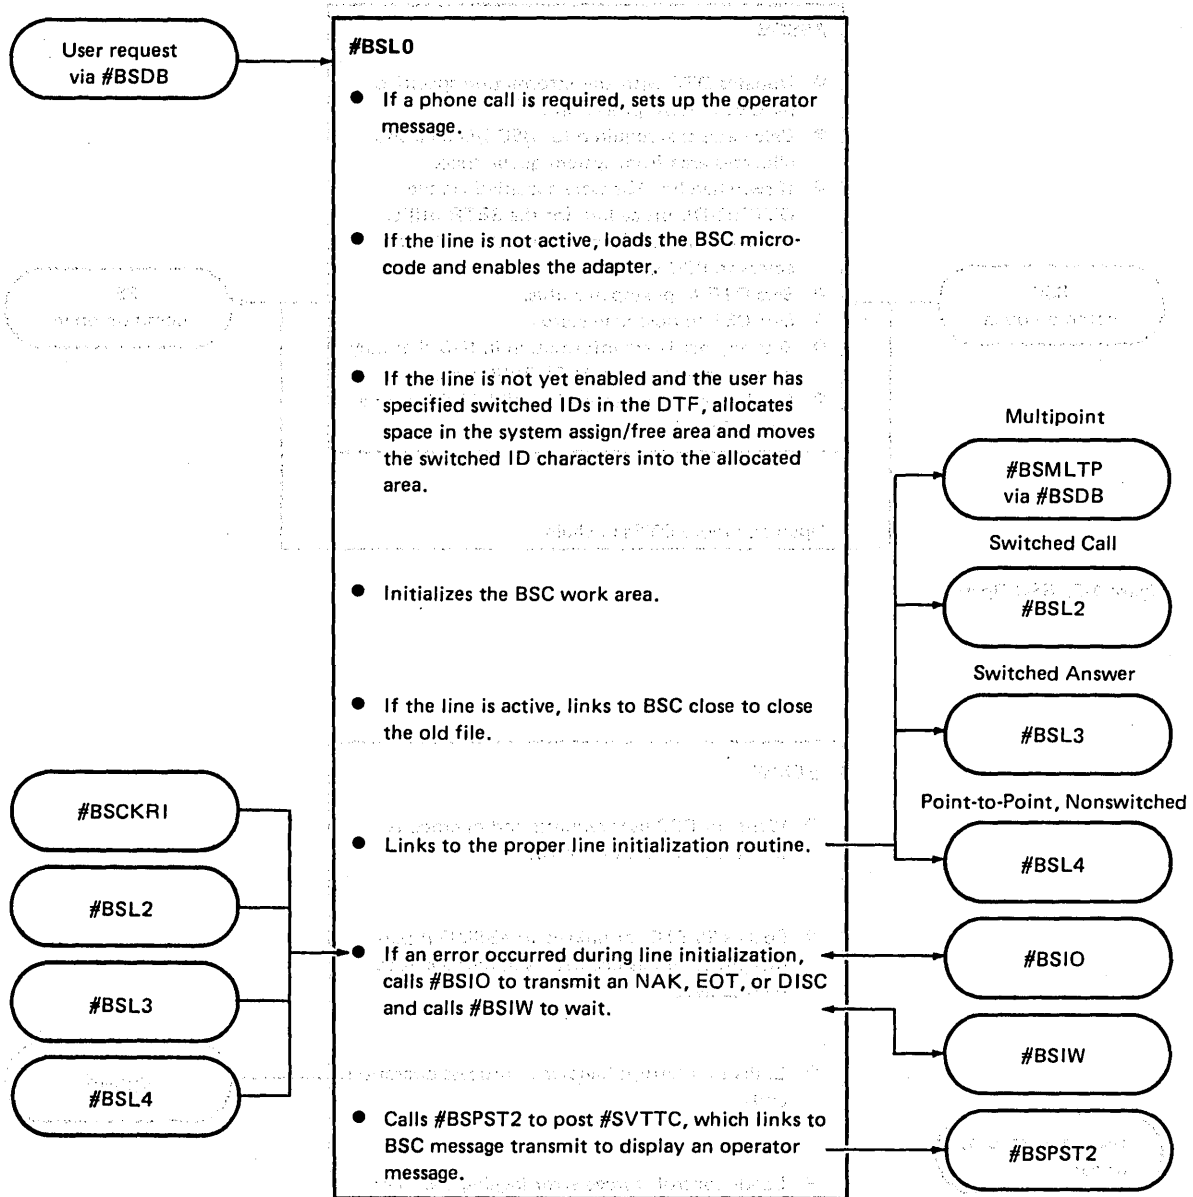 User request
via #BSDB
#BSL0
● If a phone call is required, sets up the operator
message.
● If the line is not active, loads the BSC micro-
code and enables the adapter.
● If the line is not yet enabled and the user has
specified switched IDs in the DTF, allocates
space in the system assign/free area and moves
the switched ID characters into the allocated
area.
● Initializes the BSC work area.
● If the line is active, links to BSC close to close
the old file.
● Links to the proper line initialization routine.
Multipoint
#BSMLTP
via #BSDB
Switched Call
#BSL2
Switched Answer
#BSL3
Point-to-Point, Nonswitched
#BSL4
#BSCKRI
#BSL2
#BSL3
#BSL4
● If an error occurred during line initialization,
calls #BSIO to transmit an NAK, EOT, or DISC
and calls #BSIW to wait.
#BSIO
#BSIW
● Calls #BSPST2 to post #SVTTC, which links to
BSC message transmit to display an operator
message.
#BSPST2